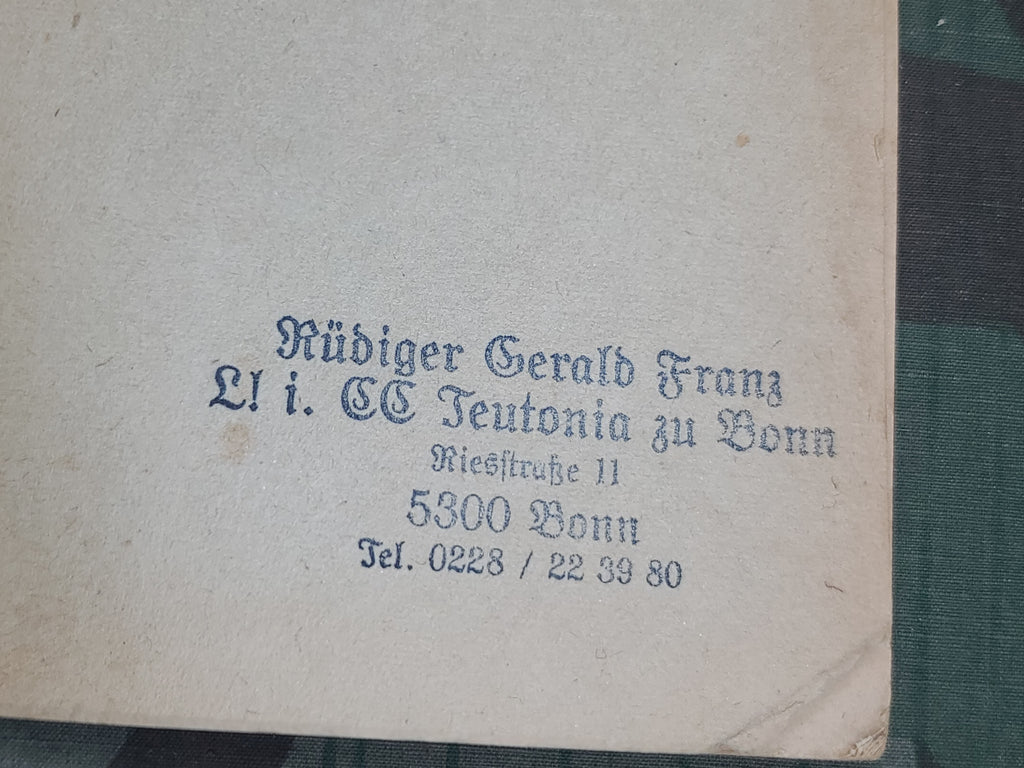 Rüdiger Gerald Franz
L! i. CC Teutonia zu Bonn
Riesstraße 11
5300 Bonn
Tel. 0228 / 22 39 80